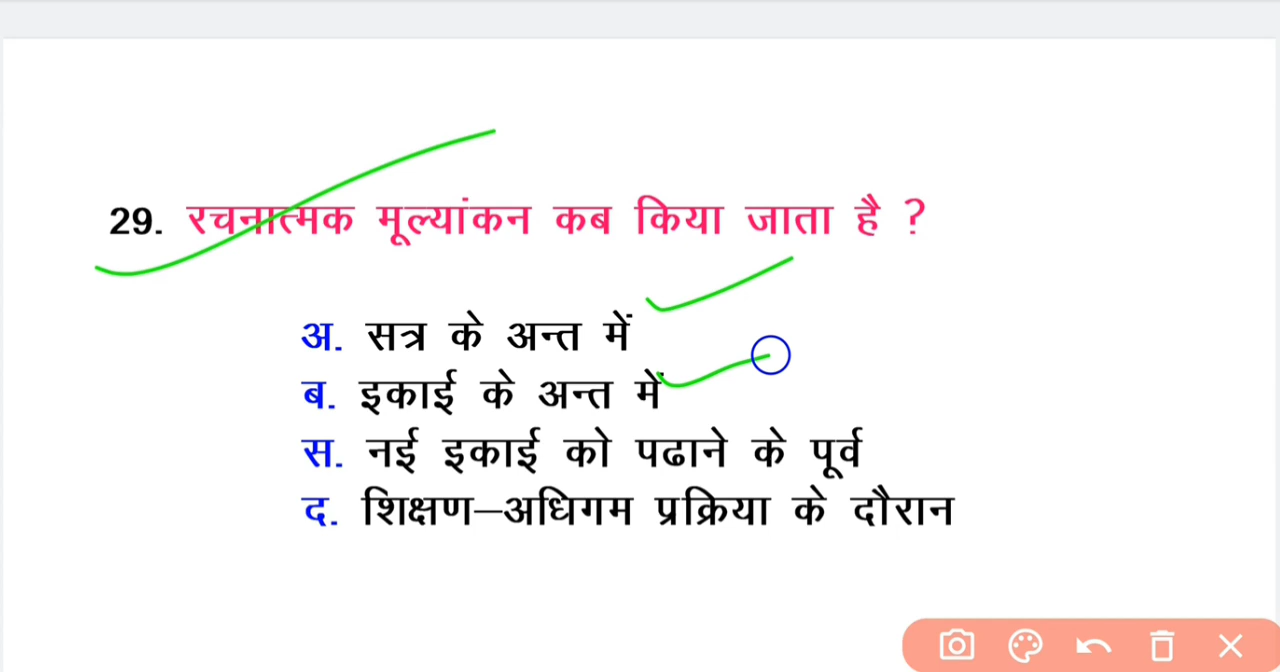 29. रचनात्मक मूल्यांकन कब किया जाता है ?
अ. सत्र के अन्त में
ब. इकाई के अन्त में
स. नई इकाई को पढाने के पूर्व
द. शिक्षण–अधिगम प्रक्रिया के दौरान